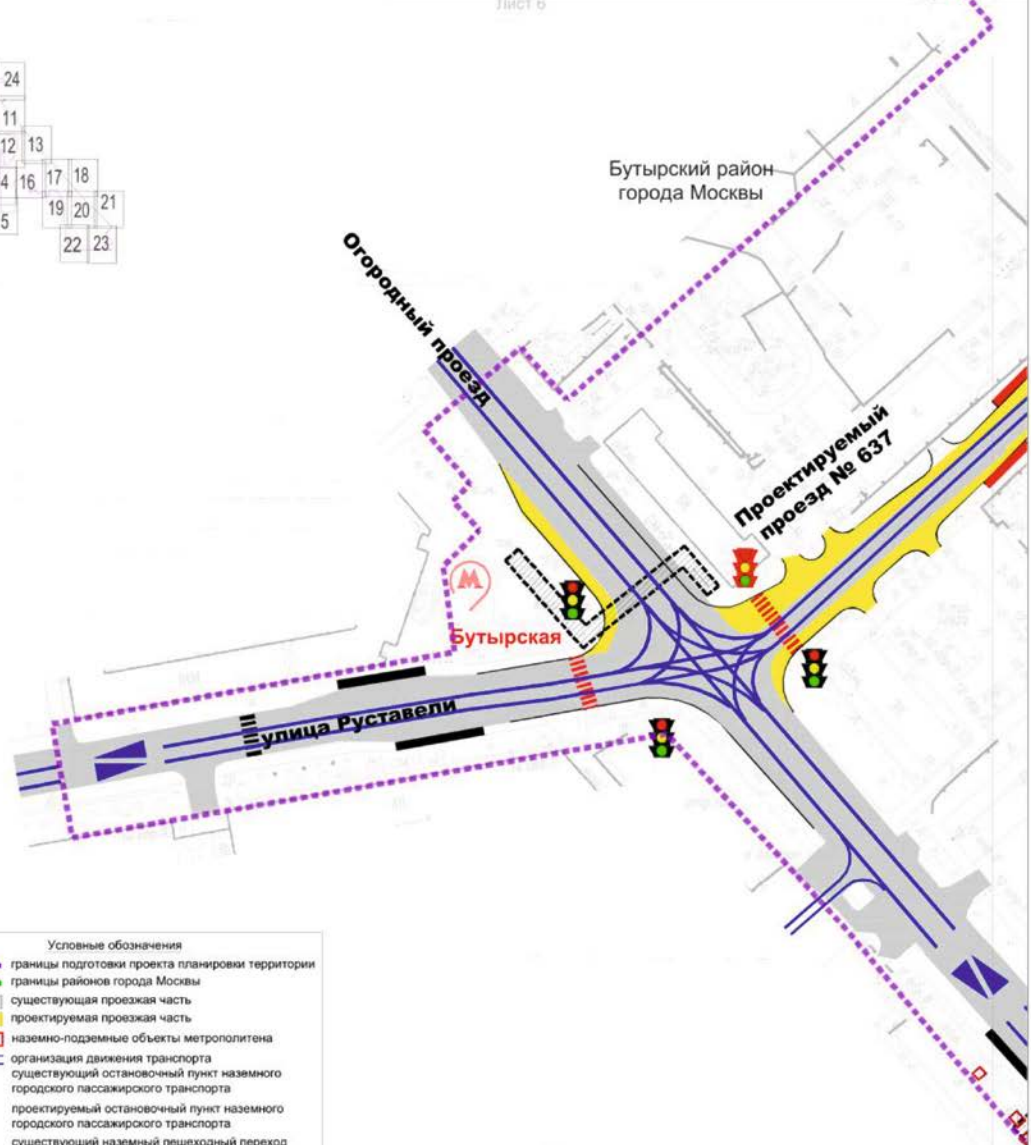 Лист 6
24
11
12 13
4 16 17 18
5 19 20 21
22 23
Бутырский район
города Москвы
Огородный проезд
Проектируемый
проезд № 637
М
Бутырская
улица Руставели
Условные обозначения
границы подготовки проекта планировки территории
границы районов города Москвы
существующая проезжая часть
проектируемая проезжая часть
наземно-подземные объекты метрополитена
организация движения транспорта
существующий остановочный пункт наземного
городского пассажирского транспорта
проектируемый остановочный пункт наземного
городского пассажирского транспорта
существующий наземный пешеходный переход